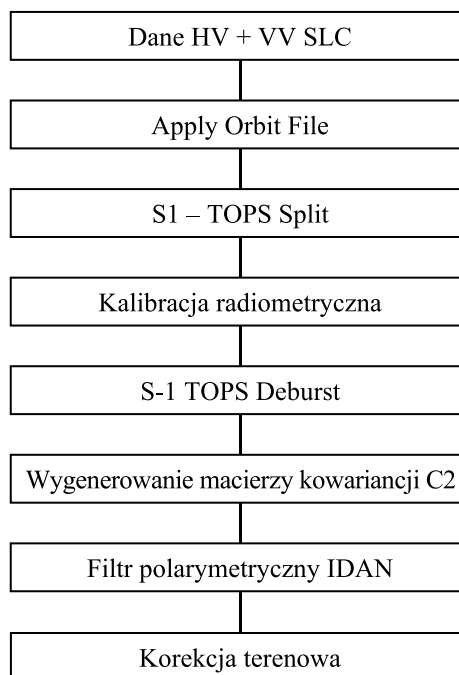 Dane HV + VV SLC
Apply Orbit File
S1 – TOPS Split
Kalibracja radiometryczna
S-1 TOPS Deburst
Wygenerowanie macierzy kowariancji C2
Filtr polarymetryczny IDAN
Korekcja terenowa